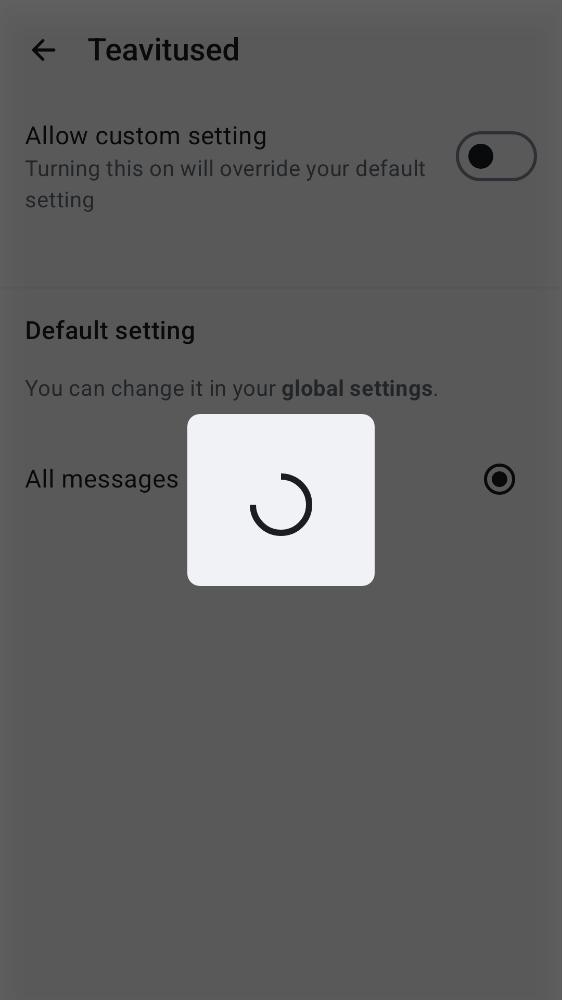 Teavitused
Allow custom setting
Turning this on will override your default
setting
Default setting
You can change it in your global settings.
All messages